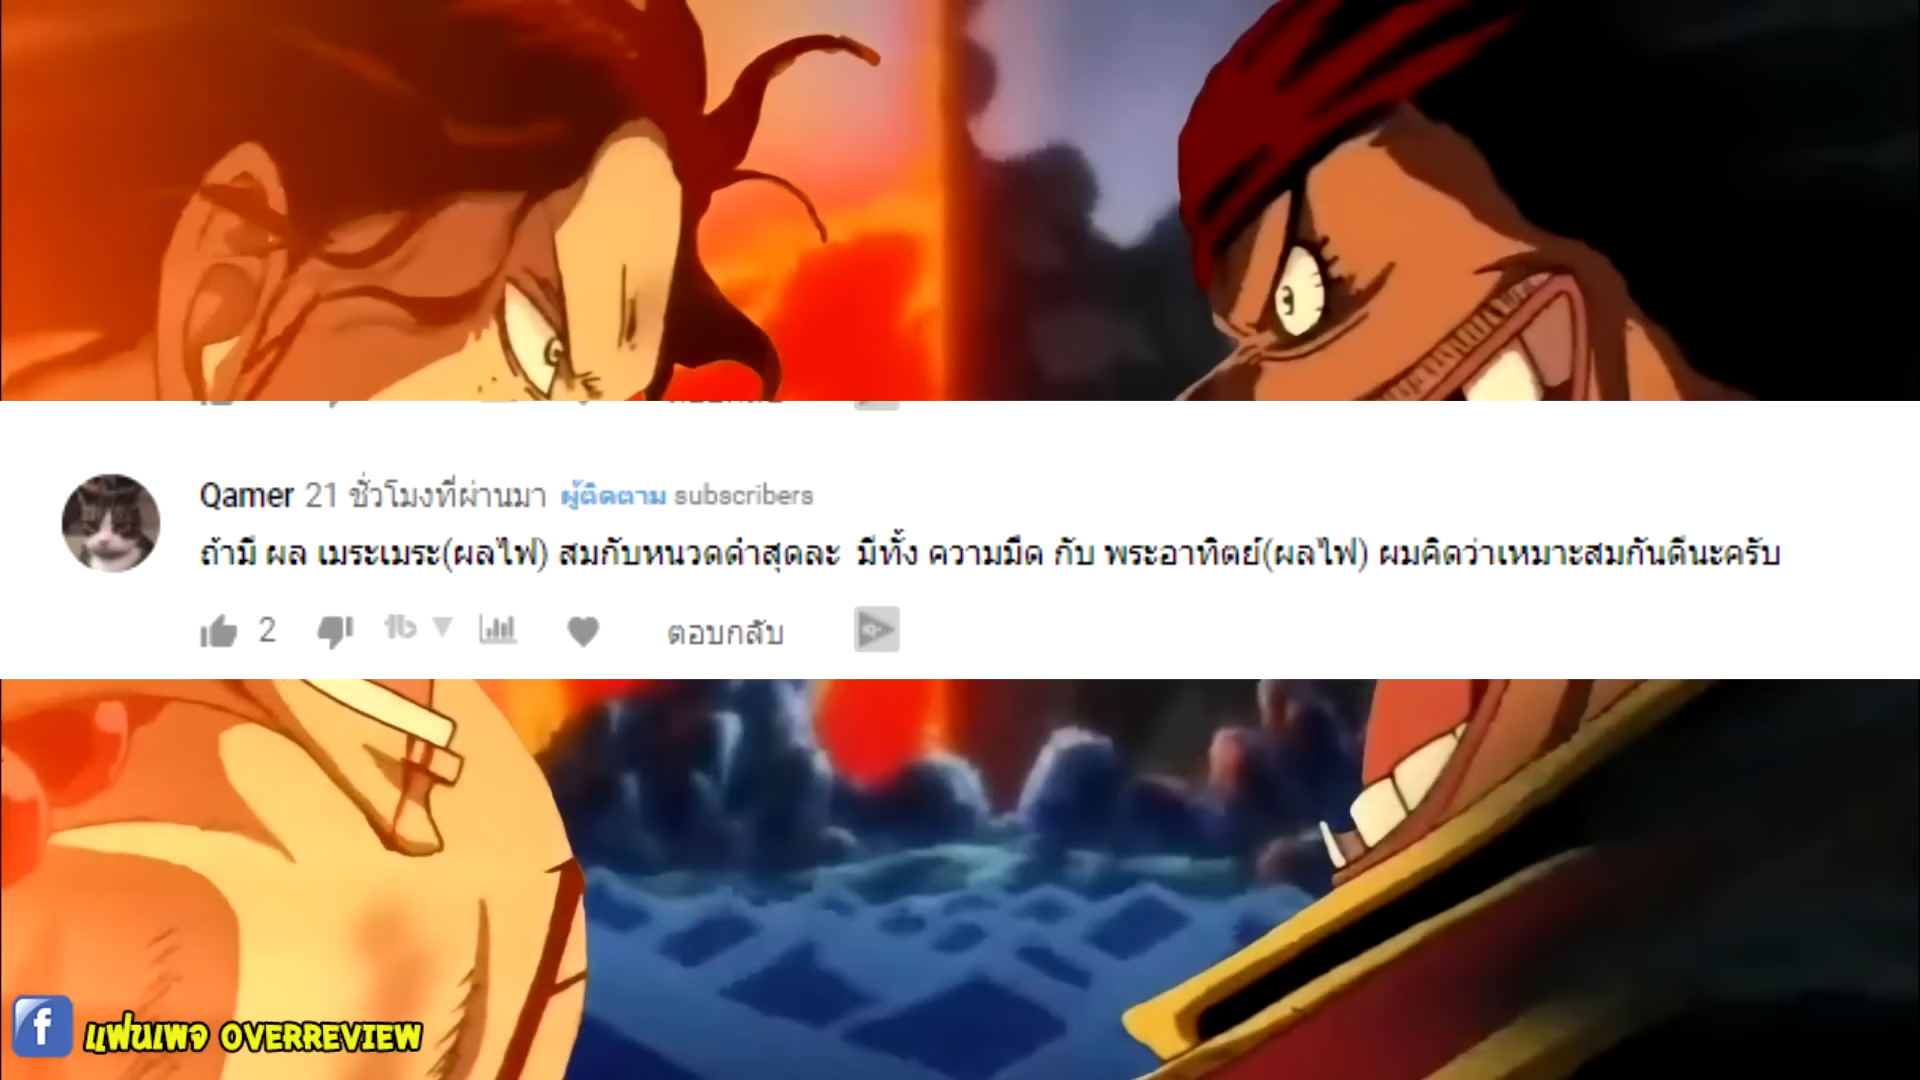 Qamer 21 ชั่วโมงที่ผ่านมา ผู้ติดตาม subscribers
ถ้ามี ผล เมระเมระ(ผลไฟ) สมกับหนวดดำสุดละ มีทั้ง ความมืด กับ พระอาทิตย์(ผลไฟ) ผมคิดว่าเหมาะสมกันดีนะครับ
2 ตอบกลับ
f แฟนเพจ OVERREVIEW